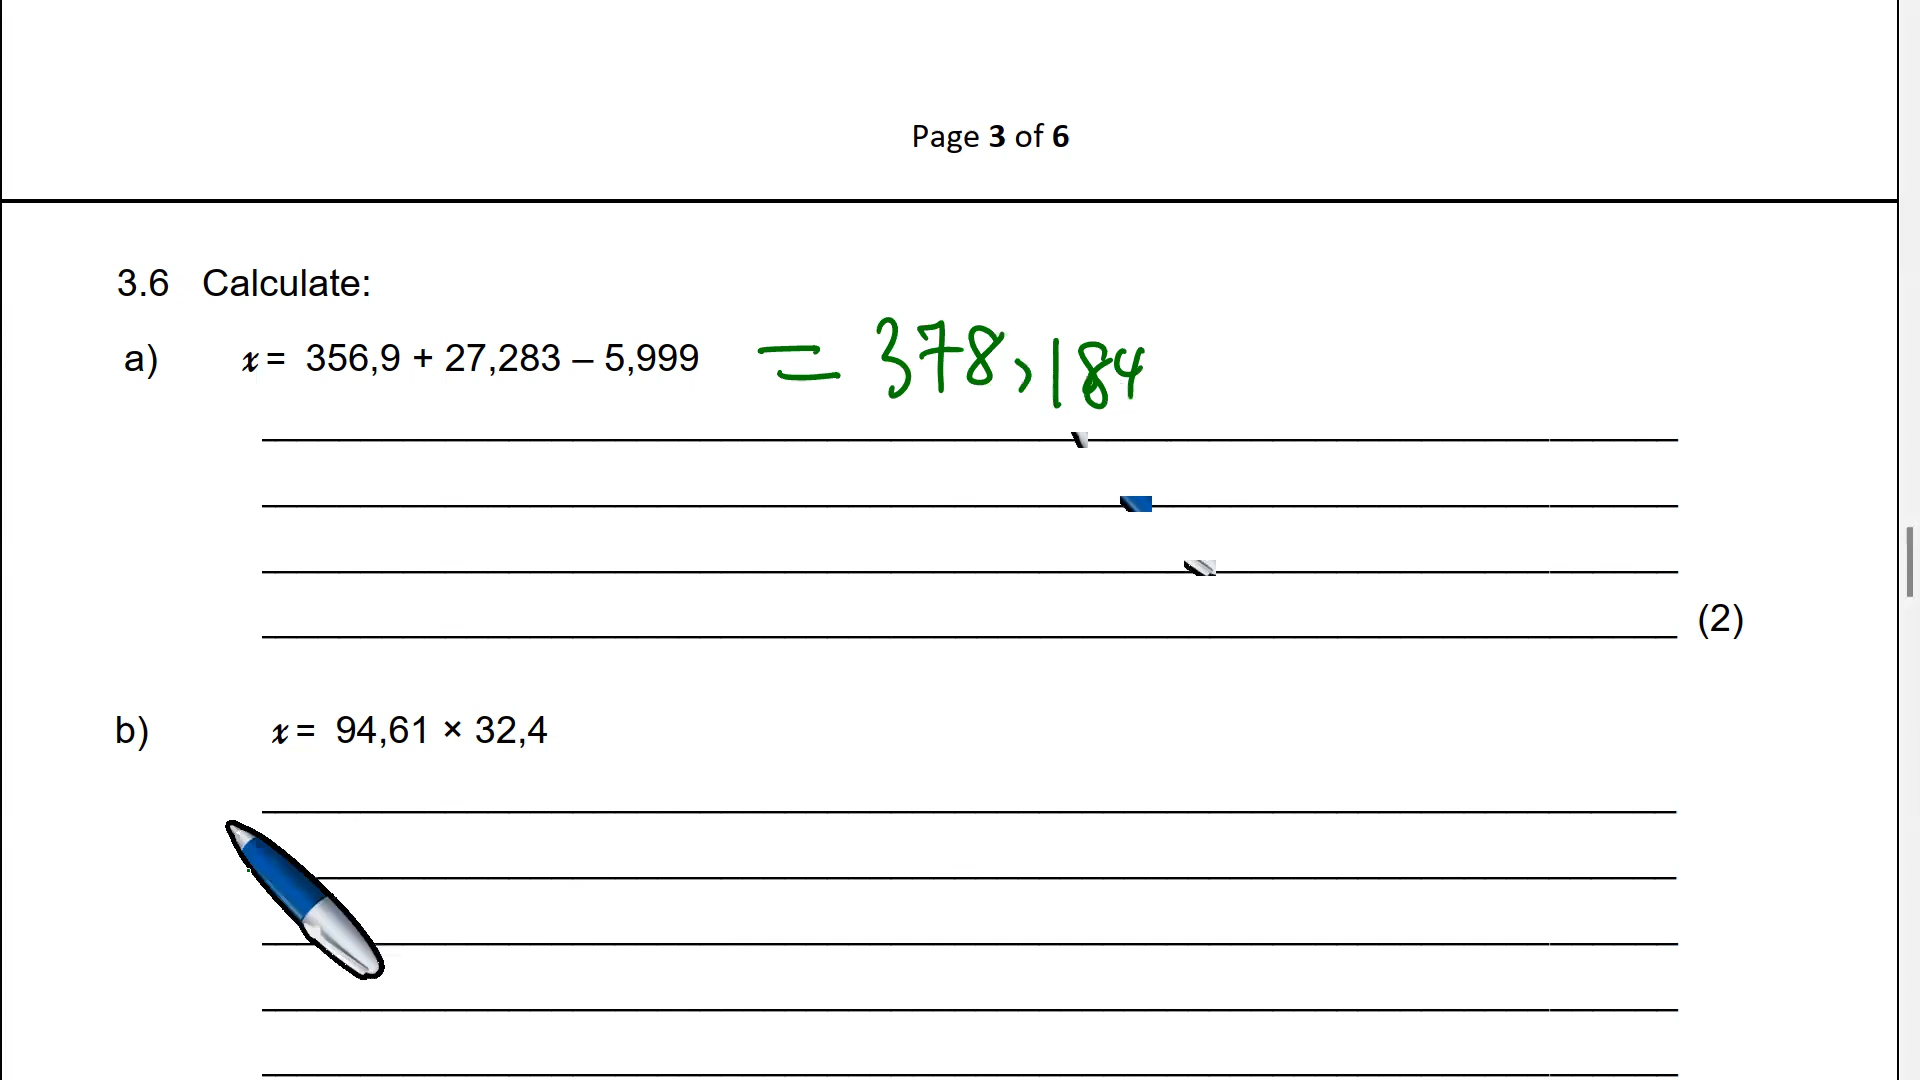 Page 3 of 6
3.6 Calculate:
a) x = 356,9 + 27,283 – 5,999 = 378,184
(2)
b) x = 94,61 × 32,4